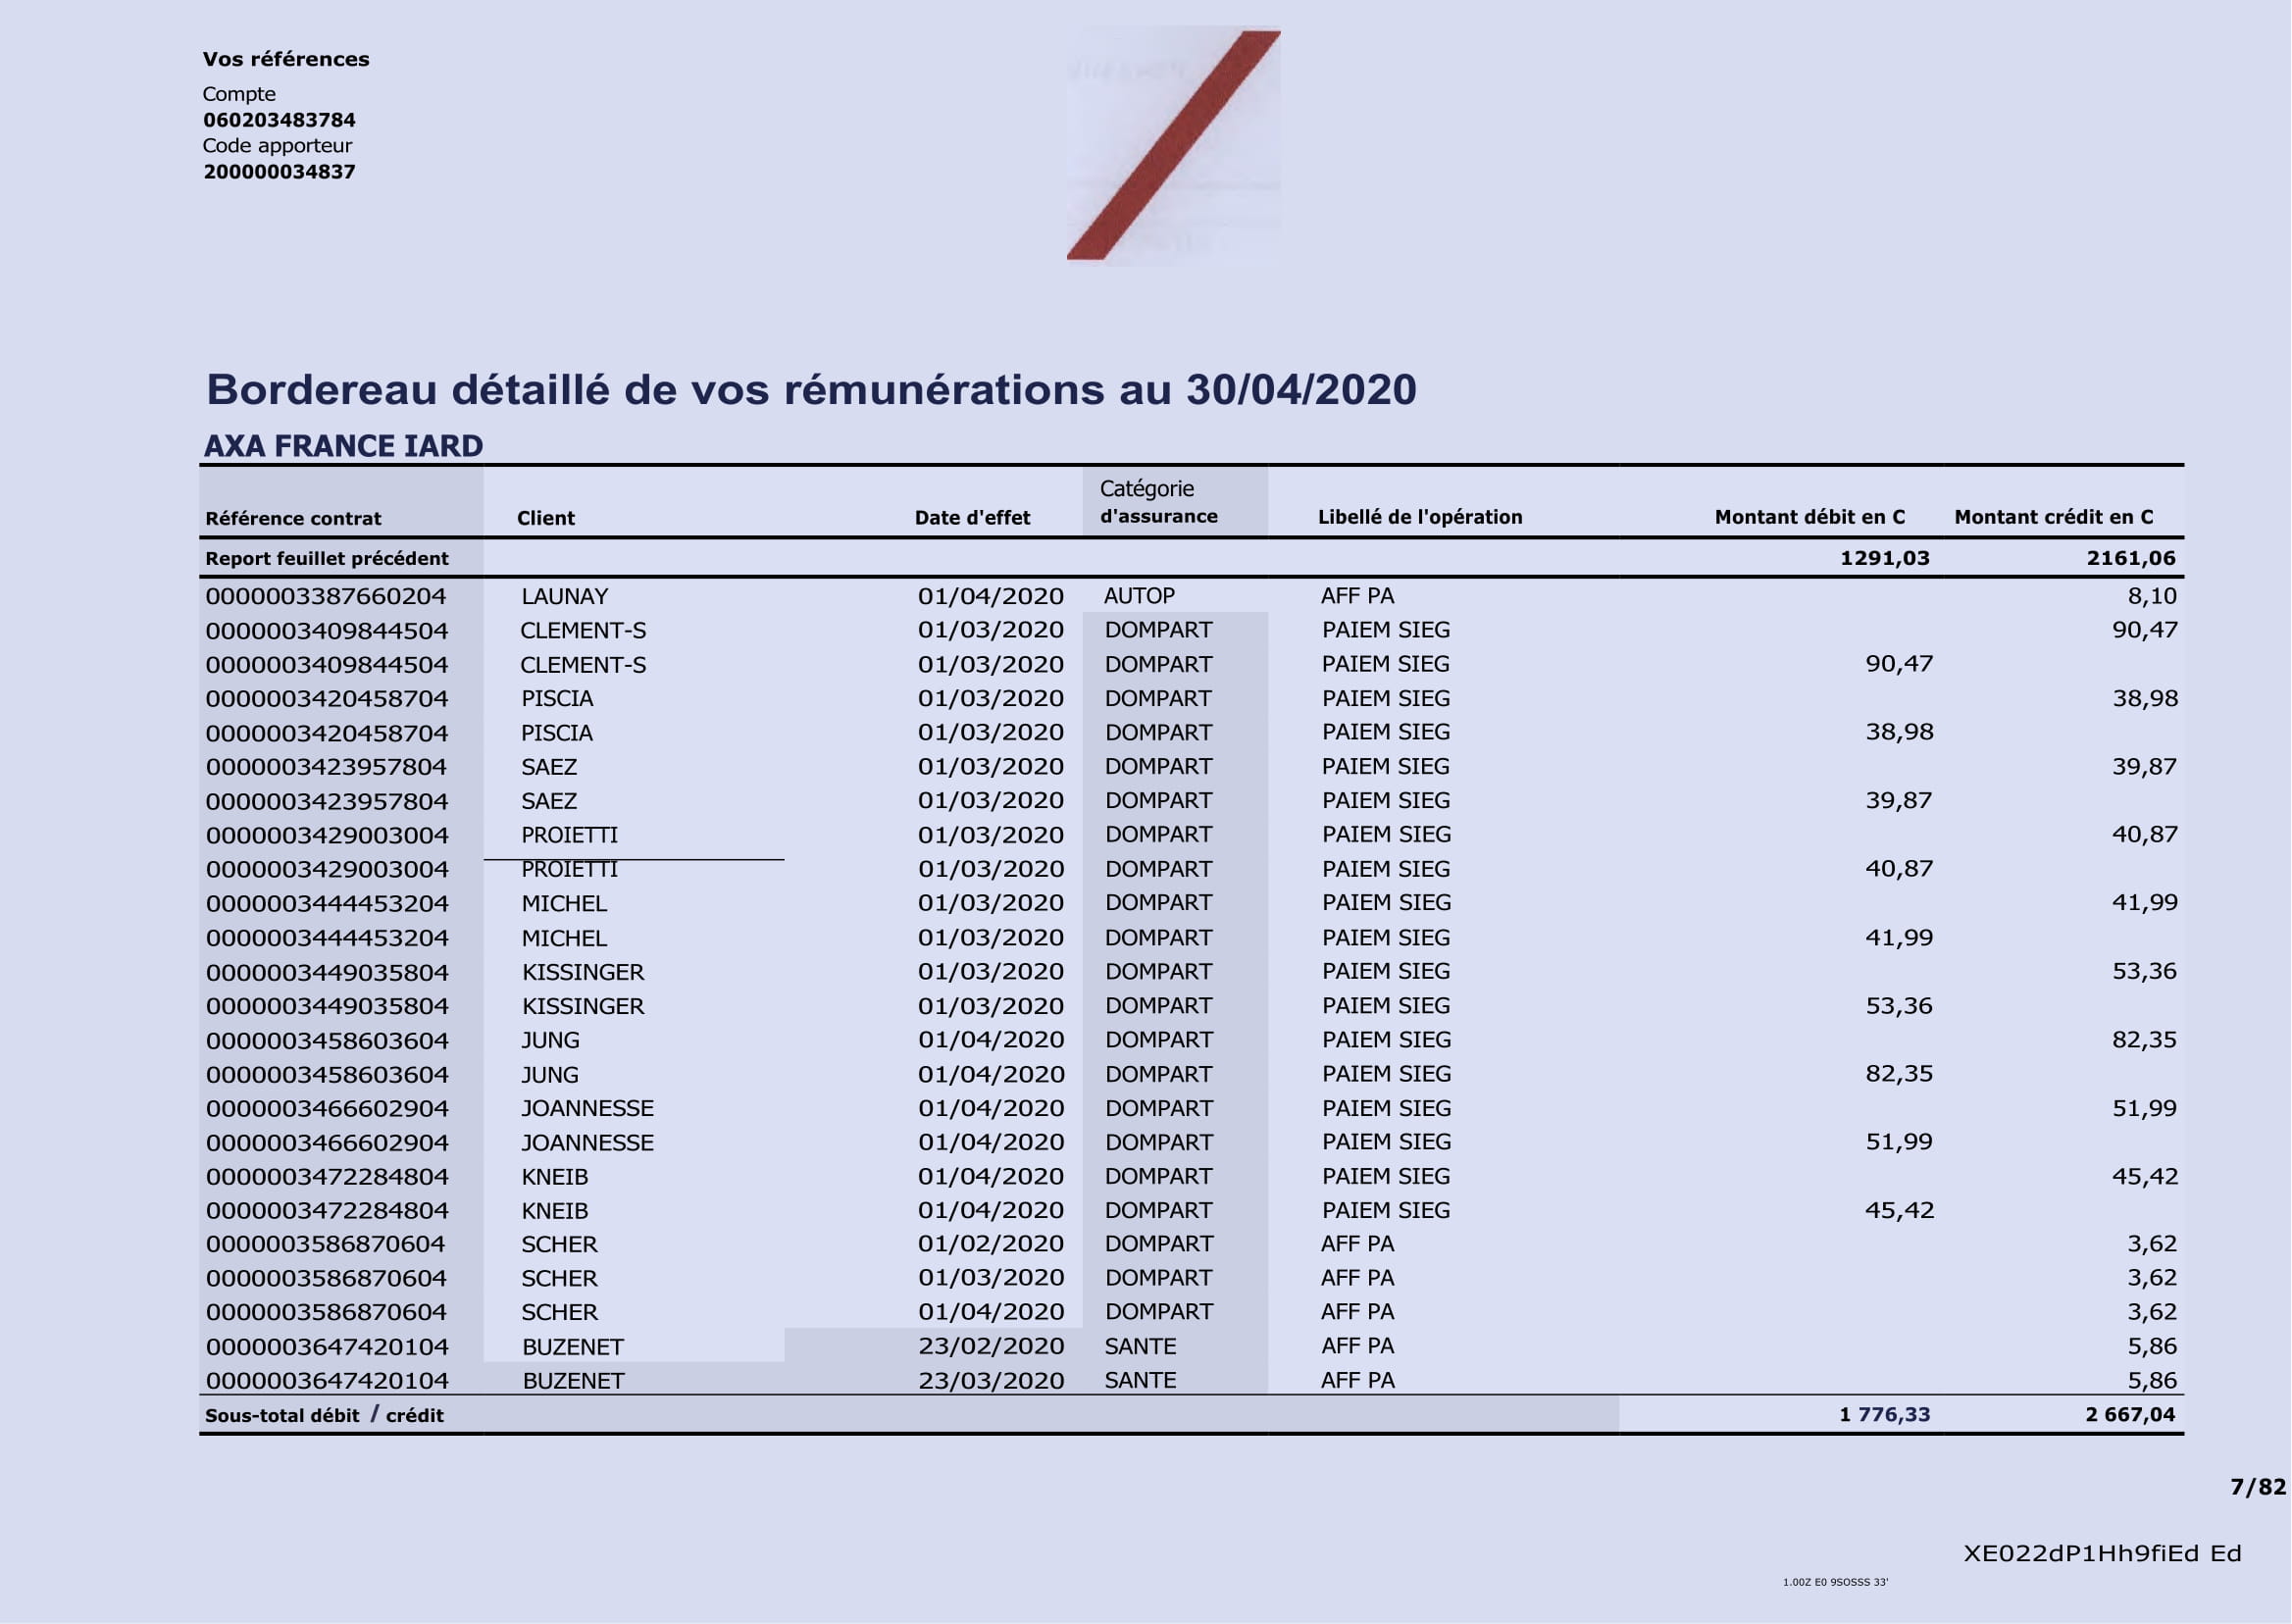 Vos références
Compte
060203483784
Code apporteur
200000034837
Bordereau détaillé de vos rémunérations au 30/04/2020
AXA FRANCE IARD
Référence contrat Client Date d'effet Catégorie d'assurance Libellé de l'opération Montant débit en C Montant crédit en C
Report feuillet précédent 1291,03 2161,06
0000003387660204 LAUNAY 01/04/2020 AUTOP AFF PA 8,10
0000003409844504 CLEMENT-S 01/03/2020 DOMPART PAIEM SIEG 90,47
0000003409844504 CLEMENT-S 01/03/2020 DOMPART PAIEM SIEG 90,47
0000003420458704 PISCIA 01/03/2020 DOMPART PAIEM SIEG 38,98
0000003420458704 PISCIA 01/03/2020 DOMPART PAIEM SIEG 38,98
0000003423957804 SAEZ 01/03/2020 DOMPART PAIEM SIEG 39,87
0000003423957804 SAEZ 01/03/2020 DOMPART PAIEM SIEG 39,87
0000003429003004 PROIETTI 01/03/2020 DOMPART PAIEM SIEG 40,87
0000003429003004 PROIETTI 01/03/2020 DOMPART PAIEM SIEG 40,87
0000003444453204 MICHEL 01/03/2020 DOMPART PAIEM SIEG 41,99
0000003444453204 MICHEL 01/03/2020 DOMPART PAIEM SIEG 41,99
0000003449035804 KISSINGER 01/03/2020 DOMPART PAIEM SIEG 53,36
0000003449035804 KISSINGER 01/03/2020 DOMPART PAIEM SIEG 53,36
0000003458603604 JUNG 01/04/2020 DOMPART PAIEM SIEG 82,35
0000003458603604 JUNG 01/04/2020 DOMPART PAIEM SIEG 82,35
0000003466602904 JOANNESSE 01/04/2020 DOMPART PAIEM SIEG 51,99
0000003466602904 JOANNESSE 01/04/2020 DOMPART PAIEM SIEG 51,99
0000003472284804 KNEIB 01/04/2020 DOMPART PAIEM SIEG 45,42
0000003472284804 KNEIB 01/04/2020 DOMPART PAIEM SIEG 45,42
0000003586870604 SCHER 01/02/2020 DOMPART AFF PA 3,62
0000003586870604 SCHER 01/03/2020 DOMPART AFF PA 3,62
0000003586870604 SCHER 01/04/2020 DOMPART AFF PA 3,62
0000003647420104 BUZENET 23/02/2020 SANTE AFF PA 5,86
0000003647420104 BUZENET 23/03/2020 SANTE AFF PA 5,86
Sous-total débit / crédit 1 776,33 2 667,04
7/82
XE022dP1Hh9fiEd Ed
1.00Z E0 9SOSSS 33'